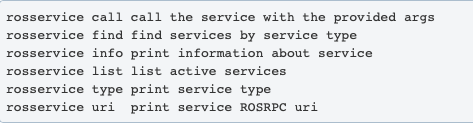 rosservice call call the service with the provided args
rosservice find find services by service type
rosservice info print information about service
rosservice list list active services
rosservice type print service type
rosservice uri  print service ROSRPC uri